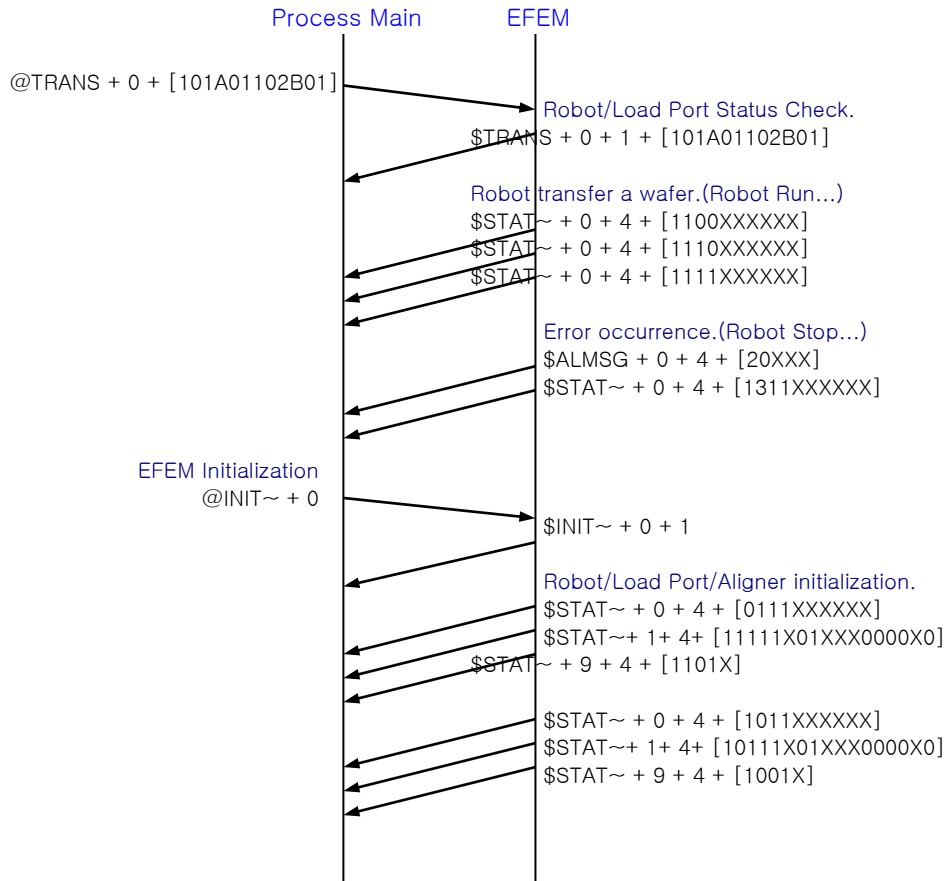 Process Main
EFEM
@TRANS + 0 + [101A01102B01]
Robot/Load Port Status Check.
$TRANS + 0 + 1 + [101A01102B01]
Robot transfer a wafer.(Robot Run...)
$STAT~ + 0 + 4 + [1100XXXXXX]
$STAT~ + 0 + 4 + [1110XXXXXX]
$STAT~ + 0 + 4 + [1111XXXXXX]
Error occurrence.(Robot Stop...)
$ALMSG + 0 + 4 + [20XXX]
$STAT~ + 0 + 4 + [1311XXXXXX]
EFEM Initialization
@INIT~ + 0
$INIT~ + 0 + 1
Robot/Load Port/Aligner initialization.
$STAT~ + 0 + 4 + [0111XXXXXX]
$STAT~+ 1+ 4+ [11111X01XXX0000X0]
$STAT~ + 9 + 4 + [1101X]
$STAT~ + 0 + 4 + [1011XXXXXX]
$STAT~+ 1+ 4+ [10111X01XXX0000X0]
$STAT~ + 9 + 4 + [1001X]